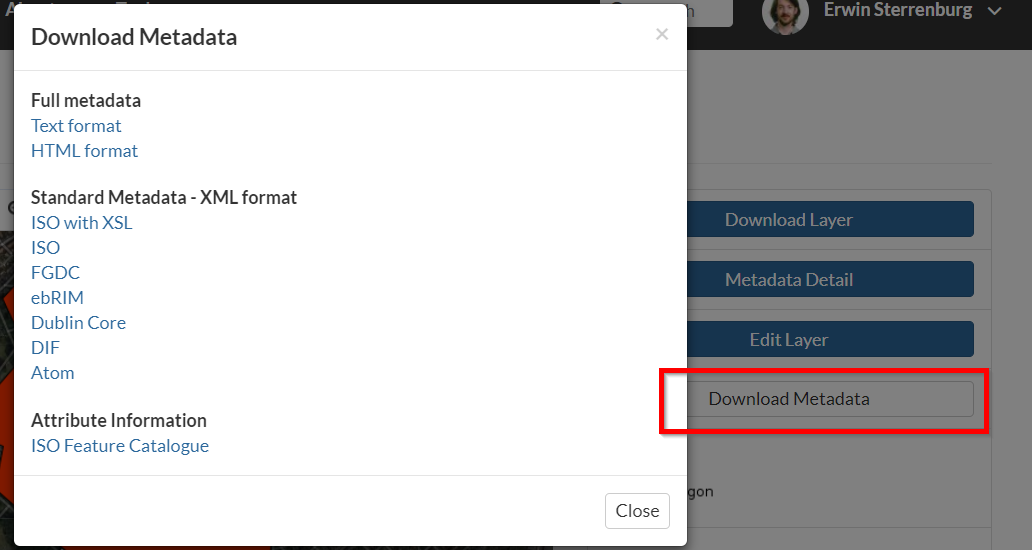 Erwin Sterrenburg
Download Metadata
×
Full metadata
Text format
HTML format
Standard Metadata - XML format
ISO with XSL
ISO
FGDC
ebRIM
Dublin Core
DIF
Atom
Attribute Information
ISO Feature Catalogue
Close
Download Layer
Metadata Detail
Edit Layer
Download Metadata
gon